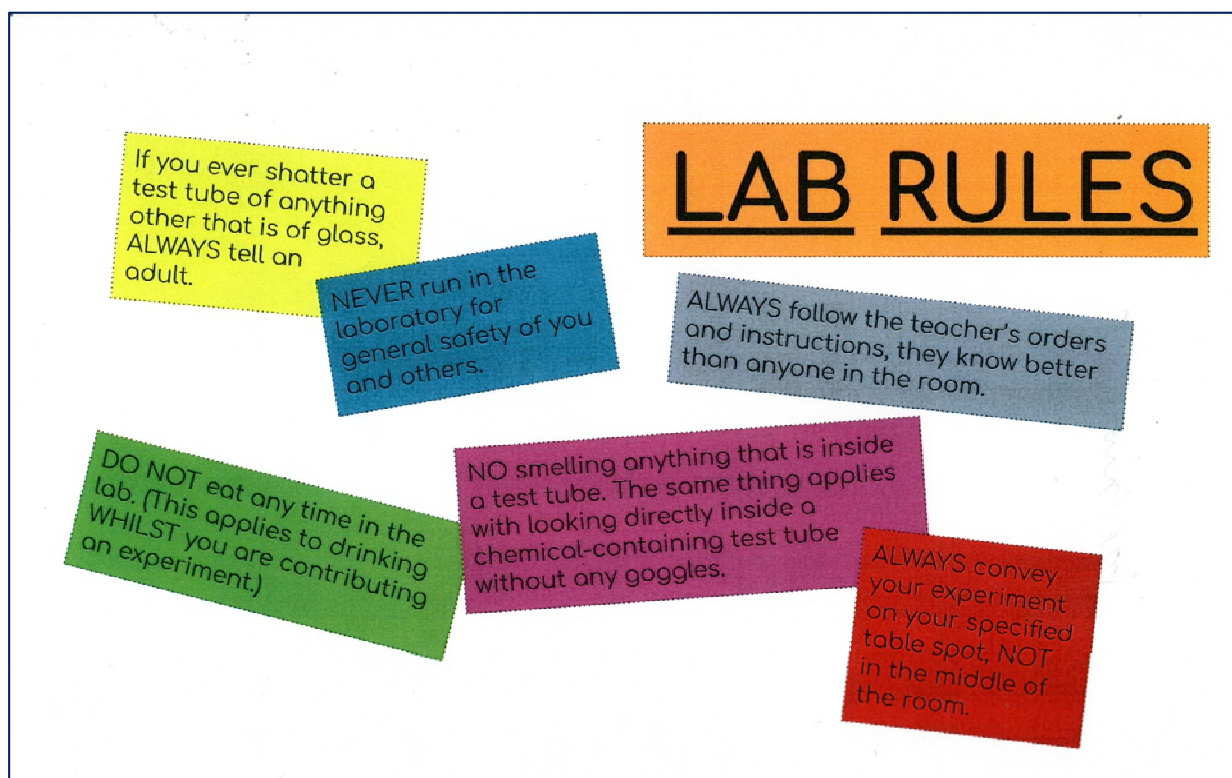 LAB RULES
If you ever shatter a
test tube of anything
other that is of glass,
ALWAYS tell an
adult.
NEVER run in the
laboratory for
general safety of you
and others.
ALWAYS follow the teacher's orders
and instructions, they know better
than anyone in the room.
DO NOT eat any time in the
lab. (This applies to drinking
WHILST you are contributing
an experiment.)
NO smelling anything that is inside
a test tube. The same thing applies
with looking directly inside a
chemical-containing test tube
without any goggles.
ALWAYS convey
your experiment
on your specified
table spot, NOT
in the middle of
the room.